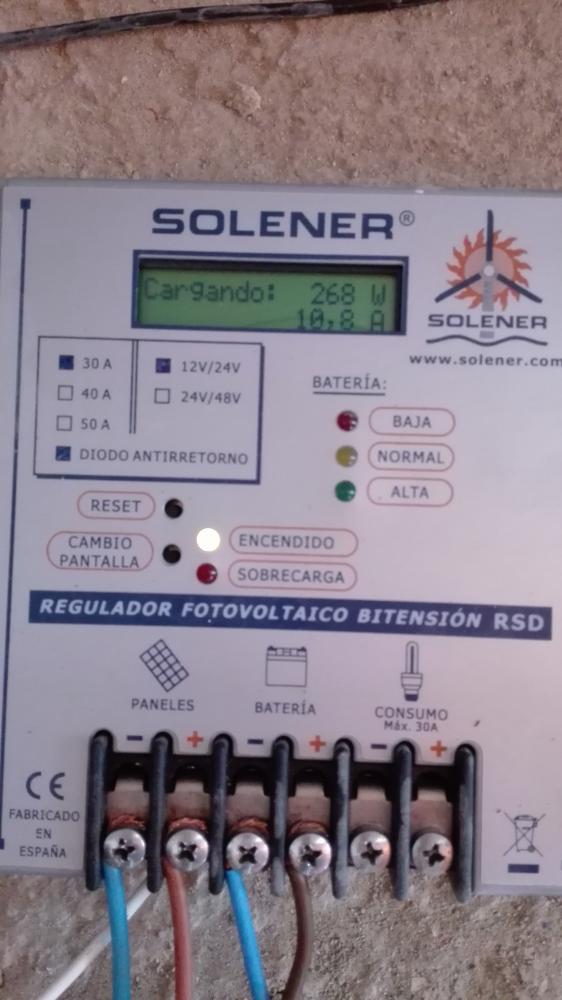 SOLENER®
Cargando: 268 W
10,8 A
SOLENER
www.solener.com
30 A
40 A
50 A
12V/24V
24V/48V
DIODO ANTIRRETORNO
BATERÍA:
BAJA
NORMAL
ALTA
RESET
CAMBIO
PANTALLA
ENCENDIDO
SOBRECARGA
REGULADOR FOTOVOLTAICO BITENSIÓN RSD
PANELES
BATERÍA
CONSUMO
Máx. 30A
- + - + - +
CE
FABRICADO
EN
ESPAÑA